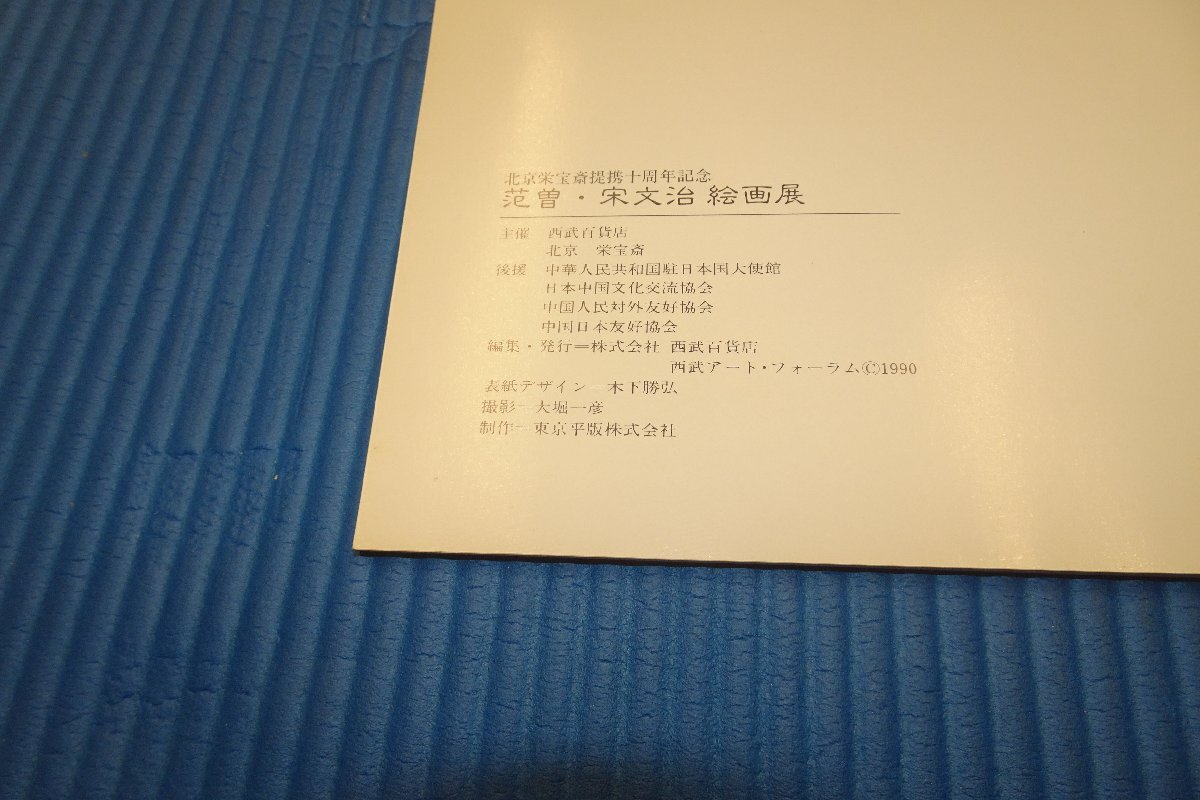 北京栄宝斎提携十周年記念
范曽・宋文治 絵画展
主催 西武百貨店
北京 栄宝斎
後援 中華人民共和国駐日本国大使館
日本中国文化交流協会
中国人民対外友好協会
中国日本友好協会
編集・発行＝株式会社 西武百貨店
西武アート・フォーラム©1990
表紙デザイン＝木下勝弘
撮影＝大堀一彦
制作＝東京平版株式会社